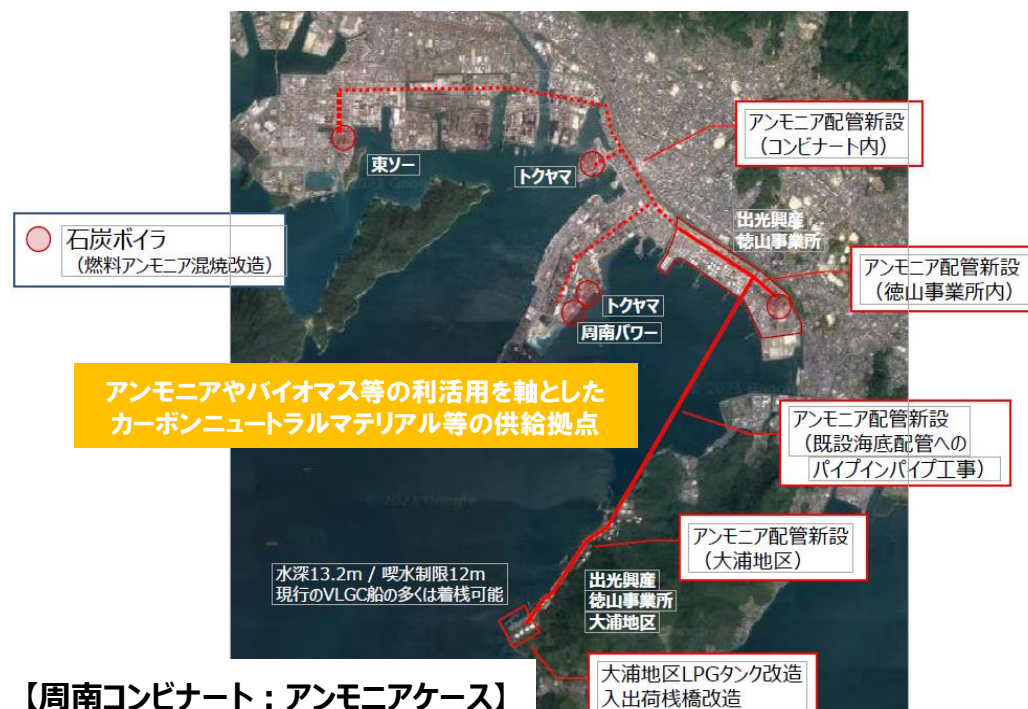 アンモニア配管新設
（コンビナート内）
東ソー
トクヤマ
出光興産
徳山事業所
石炭ボイラ
（燃料アンモニア混焼改造）
アンモニア配管新設
（徳山事業所内）
トクヤマ
周南パワー
アンモニアやバイオマス等の利活用を軸とした
カーボンニュートラルマテリアル等の供給拠点
アンモニア配管新設
（既設海底配管への
パイプインパイプ工事）
アンモニア配管新設
（大浦地区）
水深13.2m / 喫水制限12m
現行のVLGC船の多くは着桟可能
出光興産
徳山事業所
大浦地区
大浦地区LPGタンク改造
入出荷桟橋改造
【周南コンビナート：アンモニアケース】